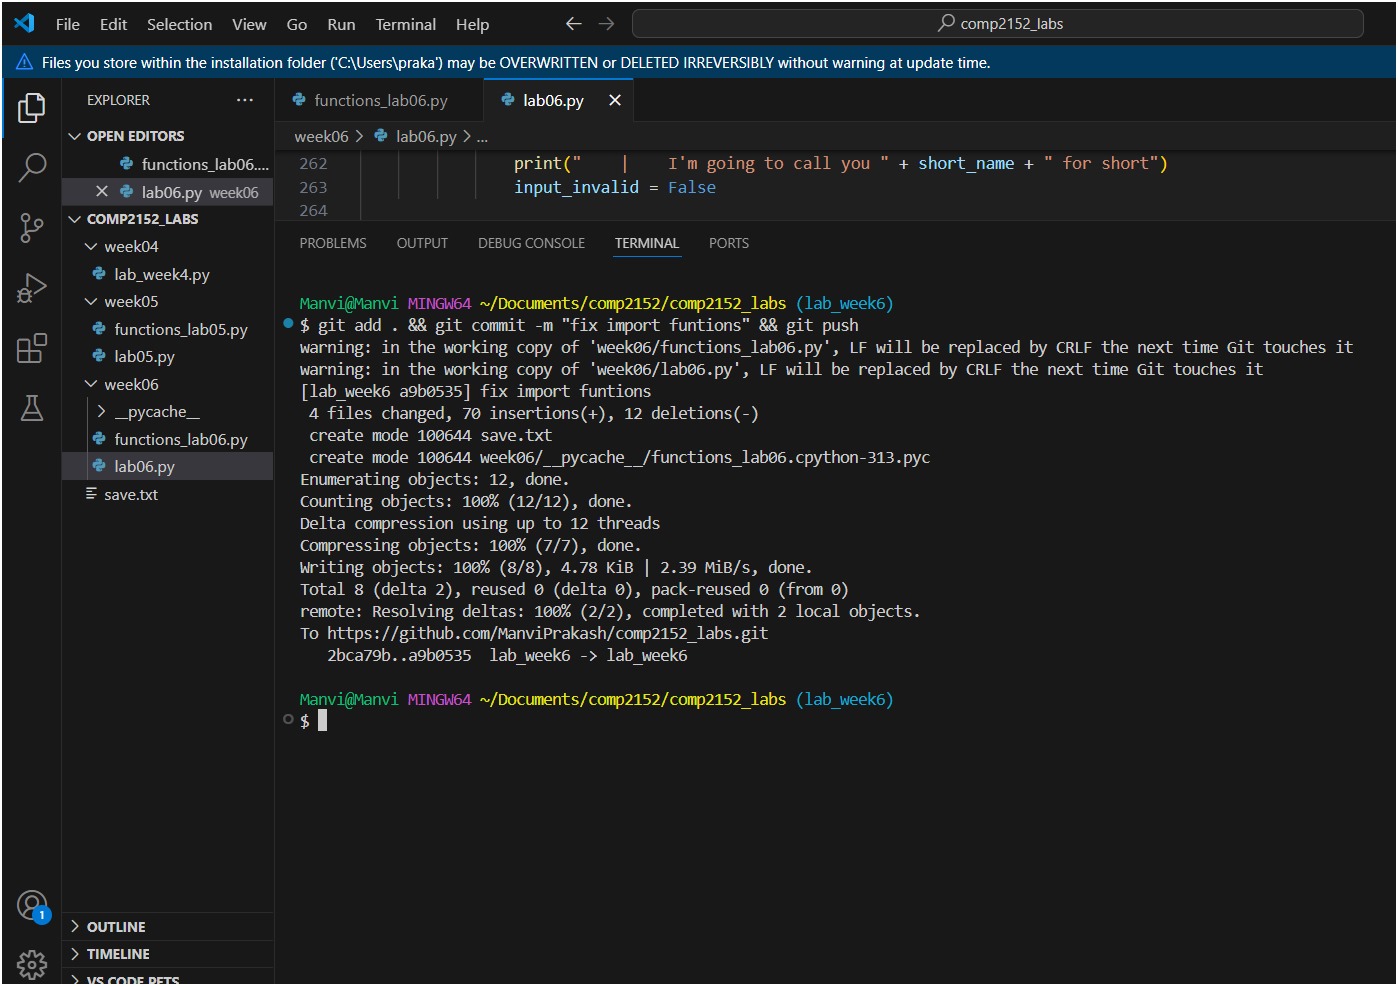 File Edit Selection View Go Run Terminal Help
comp2152_labs
Files you store within the installation folder ('C:\Users\praka') may be OVERWRITTEN or DELETED IRREVERSIBLY without warning at update time.
EXPLORER ...
OPEN EDITORS
functions_lab06....
lab06.py week06
COMP2152_LABS
week04
lab_week4.py
week05
functions_lab05.py
lab05.py
week06
__pycache__
functions_lab06.py
lab06.py
save.txt
1
OUTLINE
TIMELINE
VS CODE PETS
functions_lab06.py lab06.py
week06 > lab06.py > ...
262 print("    |    I'm going to call you " + short_name + " for short")
263 input_invalid = False
264
PROBLEMS OUTPUT DEBUG CONSOLE TERMINAL PORTS
Manvi@Manvi MINGW64 ~/Documents/comp2152/comp2152_labs (lab_week6)
$ git add . && git commit -m "fix import funtions" && git push
warning: in the working copy of 'week06/functions_lab06.py', LF will be replaced by CRLF the next time Git touches it
warning: in the working copy of 'week06/lab06.py', LF will be replaced by CRLF the next time Git touches it
[lab_week6 a9b0535] fix import funtions
4 files changed, 70 insertions(+), 12 deletions(-)
create mode 100644 save.txt
create mode 100644 week06/__pycache__/functions_lab06.cpython-313.pyc
Enumerating objects: 12, done.
Counting objects: 100% (12/12), done.
Delta compression using up to 12 threads
Compressing objects: 100% (7/7), done.
Writing objects: 100% (8/8), 4.78 KiB | 2.39 MiB/s, done.
Total 8 (delta 2), reused 0 (delta 0), pack-reused 0 (from 0)
remote: Resolving deltas: 100% (2/2), completed with 2 local objects.
To https://github.com/ManviPrakash/comp2152_labs.git
2bca79b..a9b0535  lab_week6 -> lab_week6
Manvi@Manvi MINGW64 ~/Documents/comp2152/comp2152_labs (lab_week6)
$